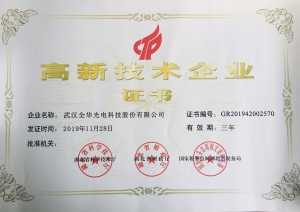 高新技术企业
证书
企业名称：武汉全华光电科技股份有限公司
证书编号：GR201942002570
发证时间：2019年11月28日
有效期：三年
批准机关：